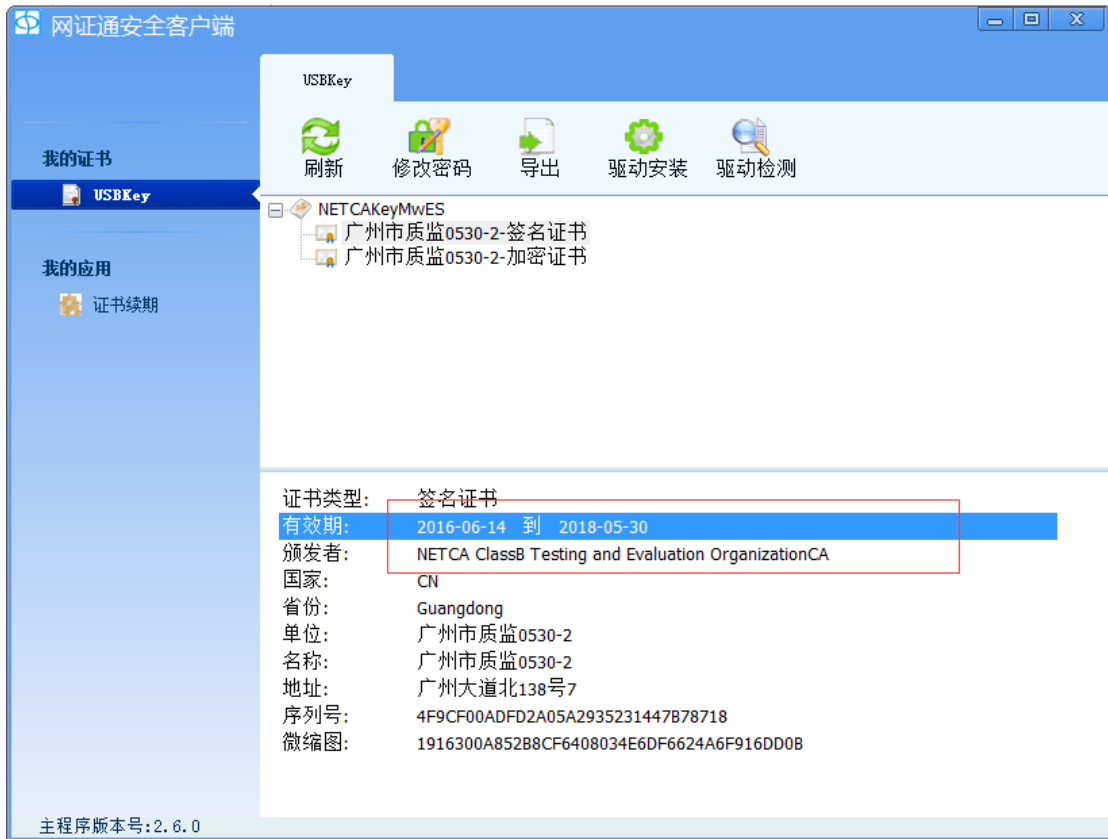 网证通安全客户端
USBKey
刷新 修改密码 导出 驱动安装 驱动检测
我的证书
USBKey
我的应用
证书续期
NETCAKeyMwES
广州市质监0530-2-签名证书
广州市质监0530-2-加密证书
证书类型: 签名证书
有效期: 2016-06-14 到 2018-05-30
颁发者: NETCA ClassB Testing and Evaluation OrganizationCA
国家: CN
省份: Guangdong
单位: 广州市质监0530-2
名称: 广州市质监0530-2
地址: 广州大道北138号7
序列号: 4F9CF00ADFD2A05A2935231447B78718
微缩图: 1916300A852B8CF6408034E6DF6624A6F916DD0B
主程序版本号:2.6.0